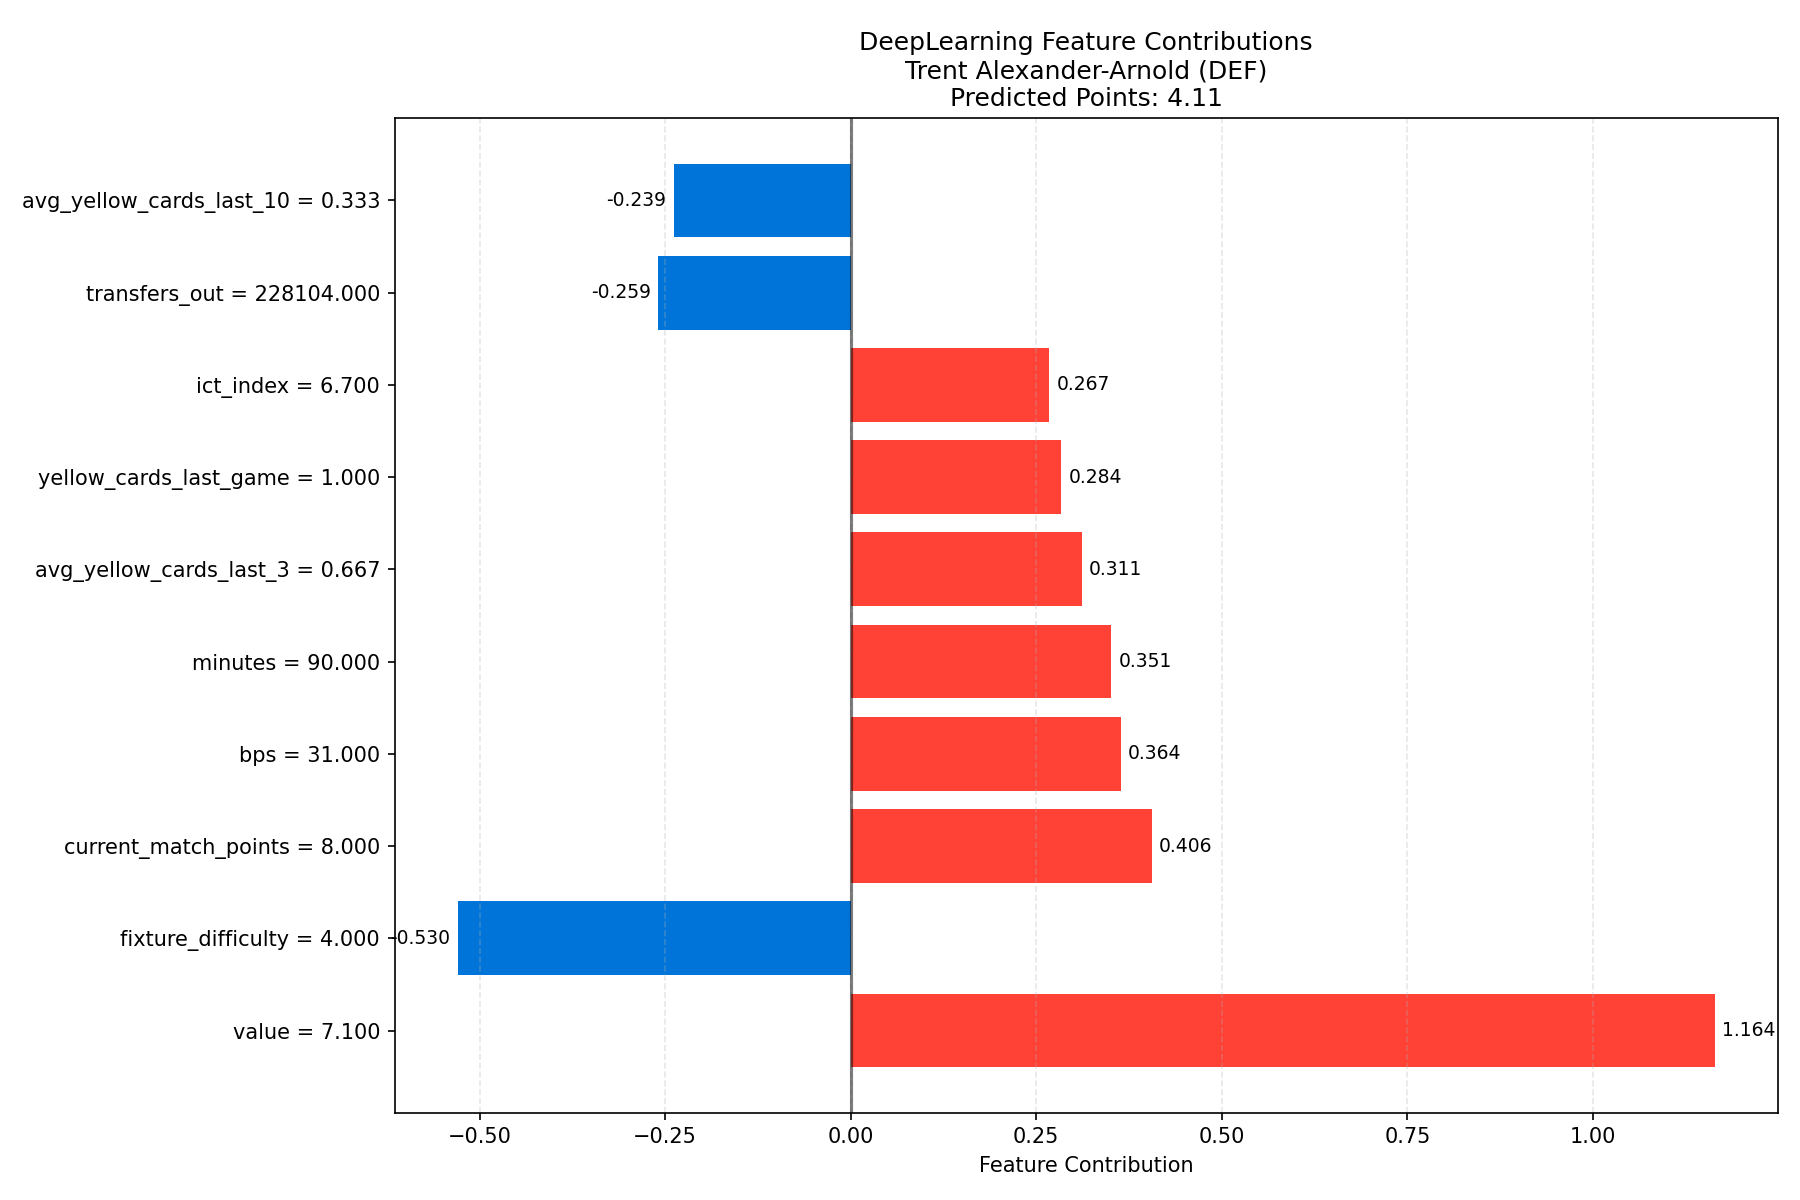 DeepLearning Feature Contributions
Trent Alexander-Arnold (DEF)
Predicted Points: 4.11
avg_yellow_cards_last_10 = 0.333
-0.239
transfers_out = 228104.000
-0.259
ict_index = 6.700
0.267
yellow_cards_last_game = 1.000
0.284
avg_yellow_cards_last_3 = 0.667
0.311
minutes = 90.000
0.351
bps = 31.000
0.364
current_match_points = 8.000
0.406
fixture_difficulty = 4.000
-0.530
value = 7.100
1.164
−0.50 −0.25 0.00 0.25 0.50 0.75 1.00
Feature Contribution